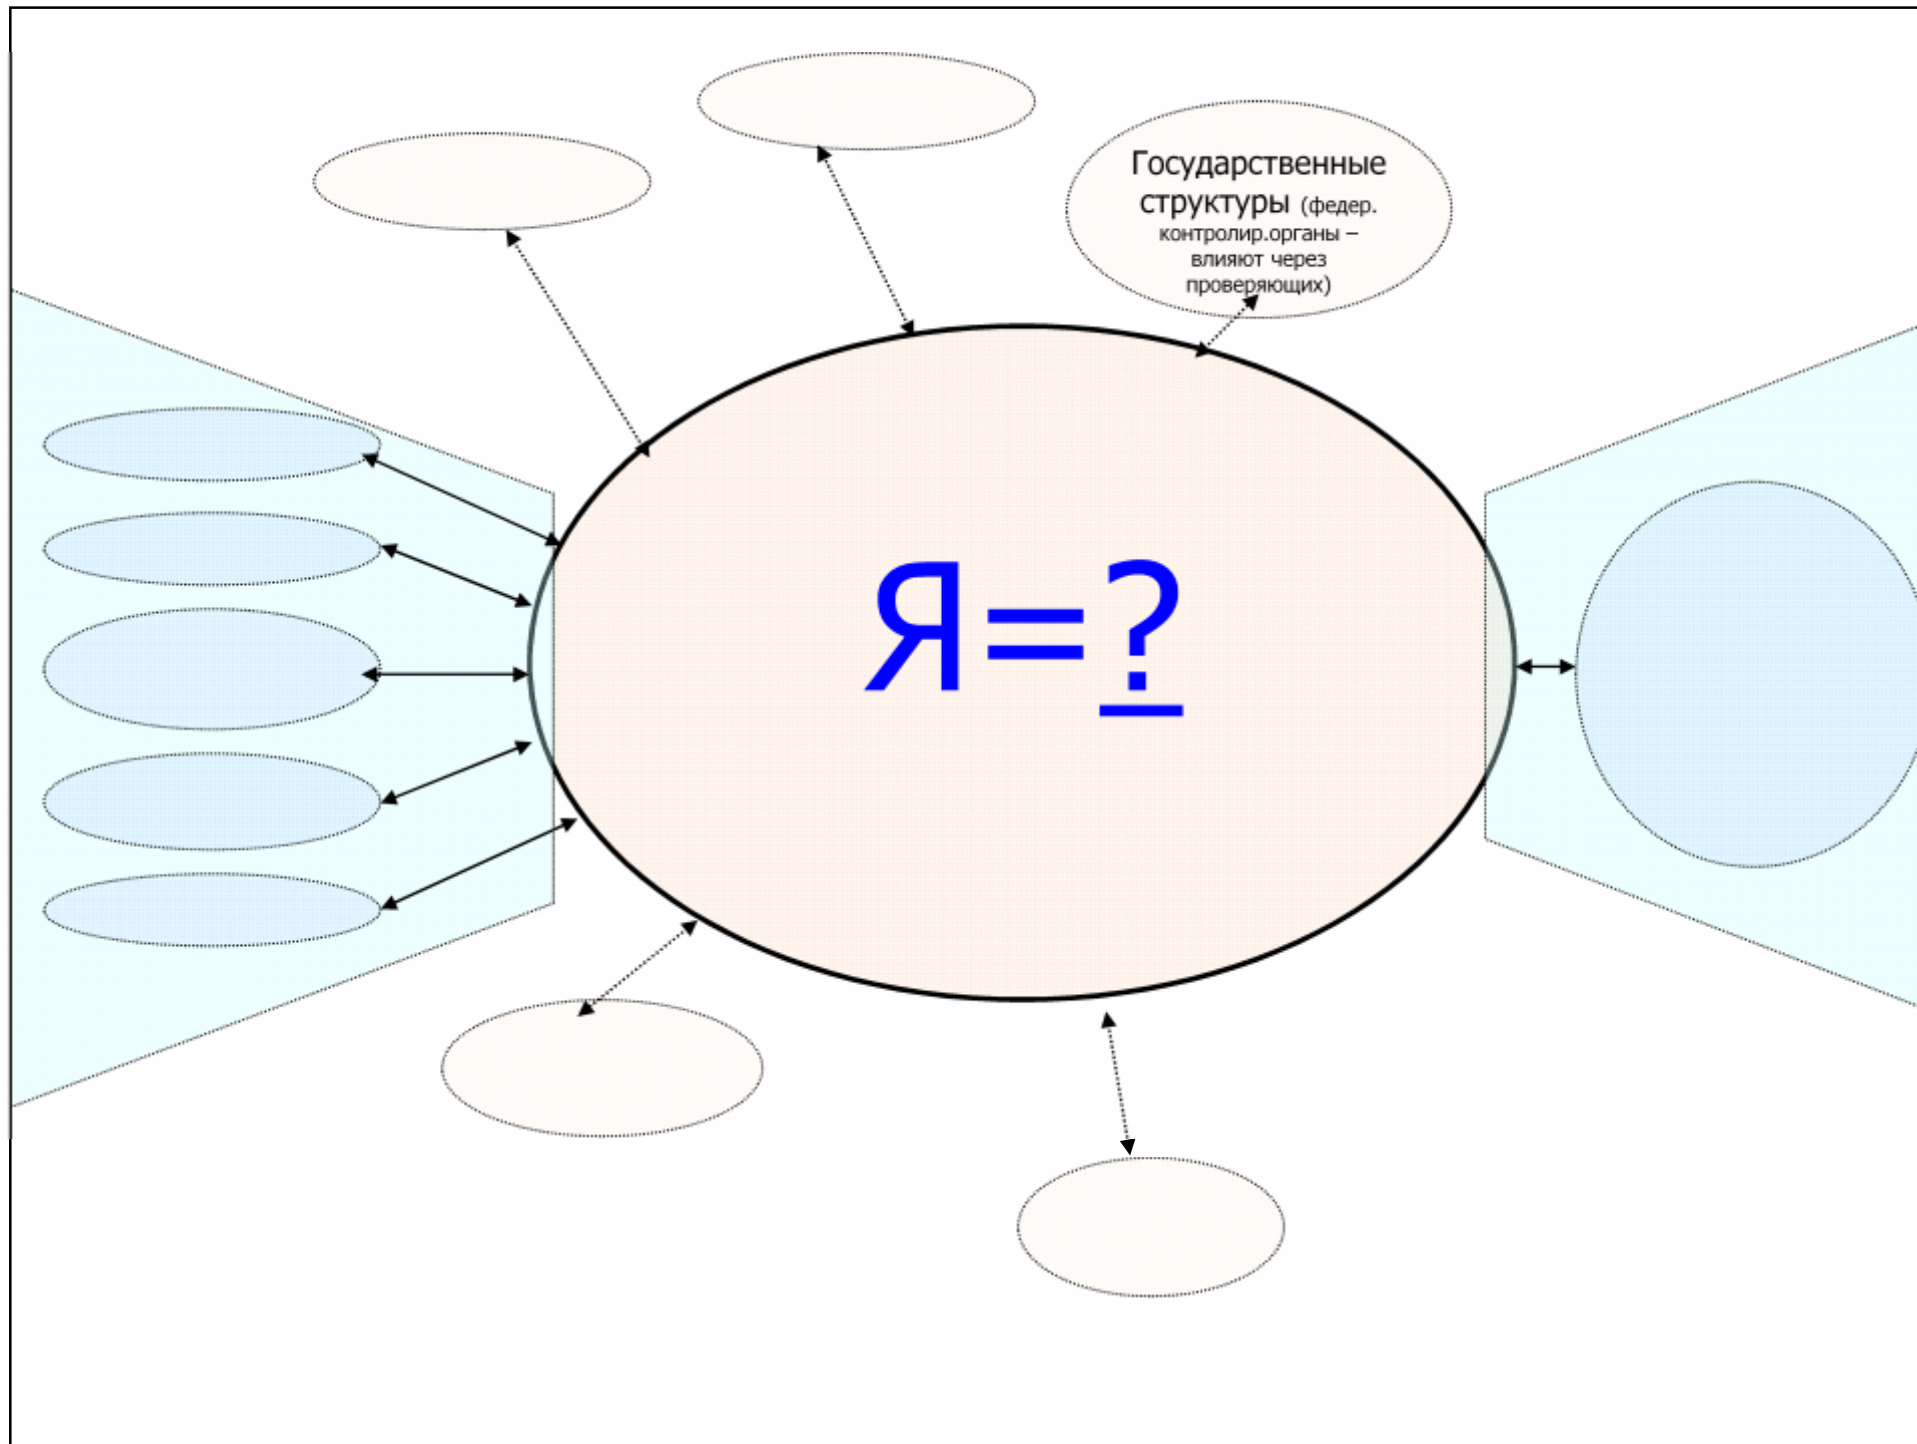 Государственные
структуры (федер.
контролир.органы –
влияют через
проверяющих)
Я=?